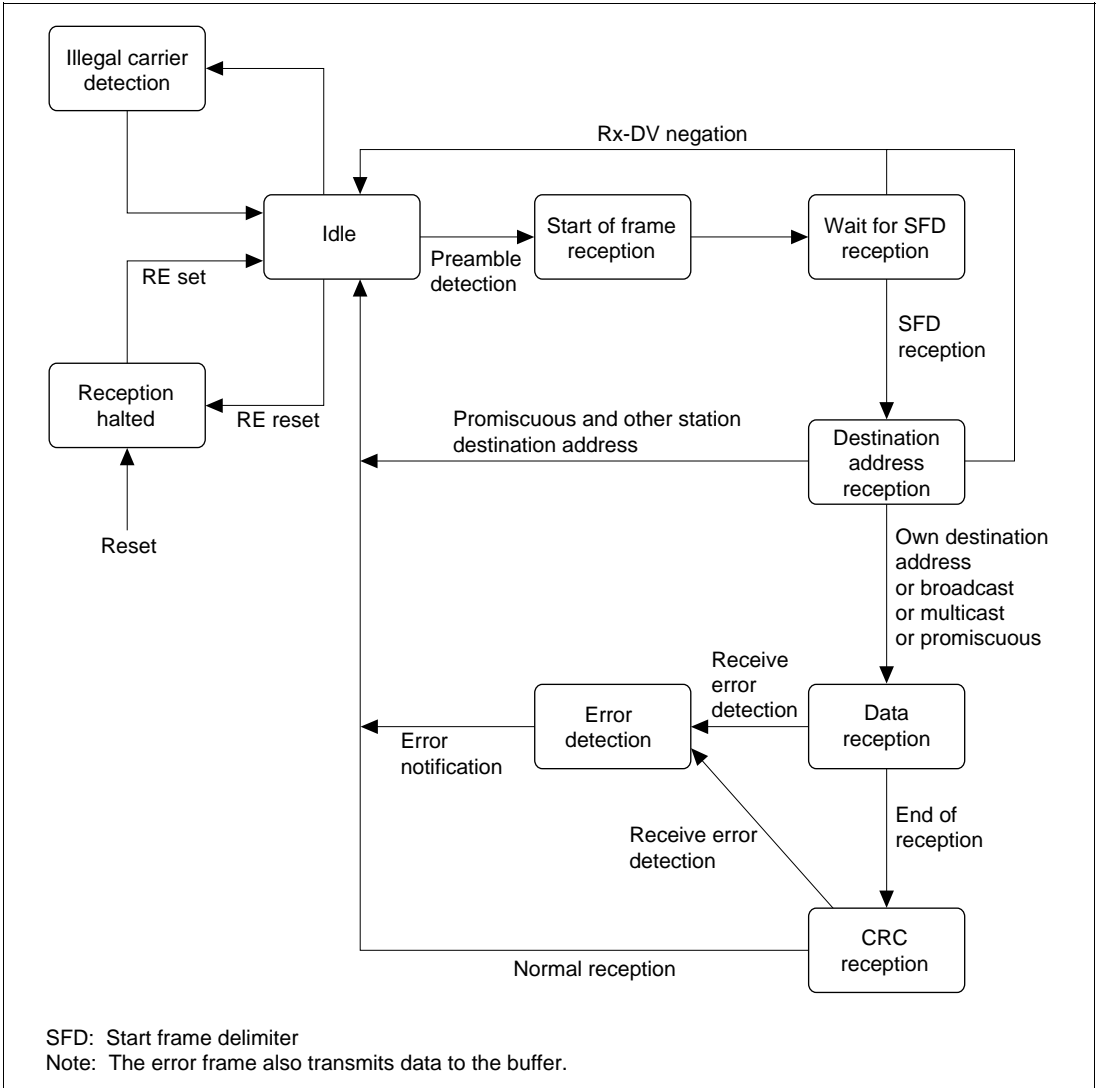 Illegal carrier
detection
Rx-DV negation
Idle
Start of frame
reception
Wait for SFD
reception
Preamble
detection
RE set
SFD
reception
Reception
halted
RE reset
Promiscuous and other station
destination address
Destination
address
reception
Reset
Own destination
address
or broadcast
or multicast
or promiscuous
Receive
error
detection
Error
detection
Data
reception
Error
notification
End of
reception
Receive error
detection
CRC
reception
Normal reception
SFD: Start frame delimiter
Note: The error frame also transmits data to the buffer.